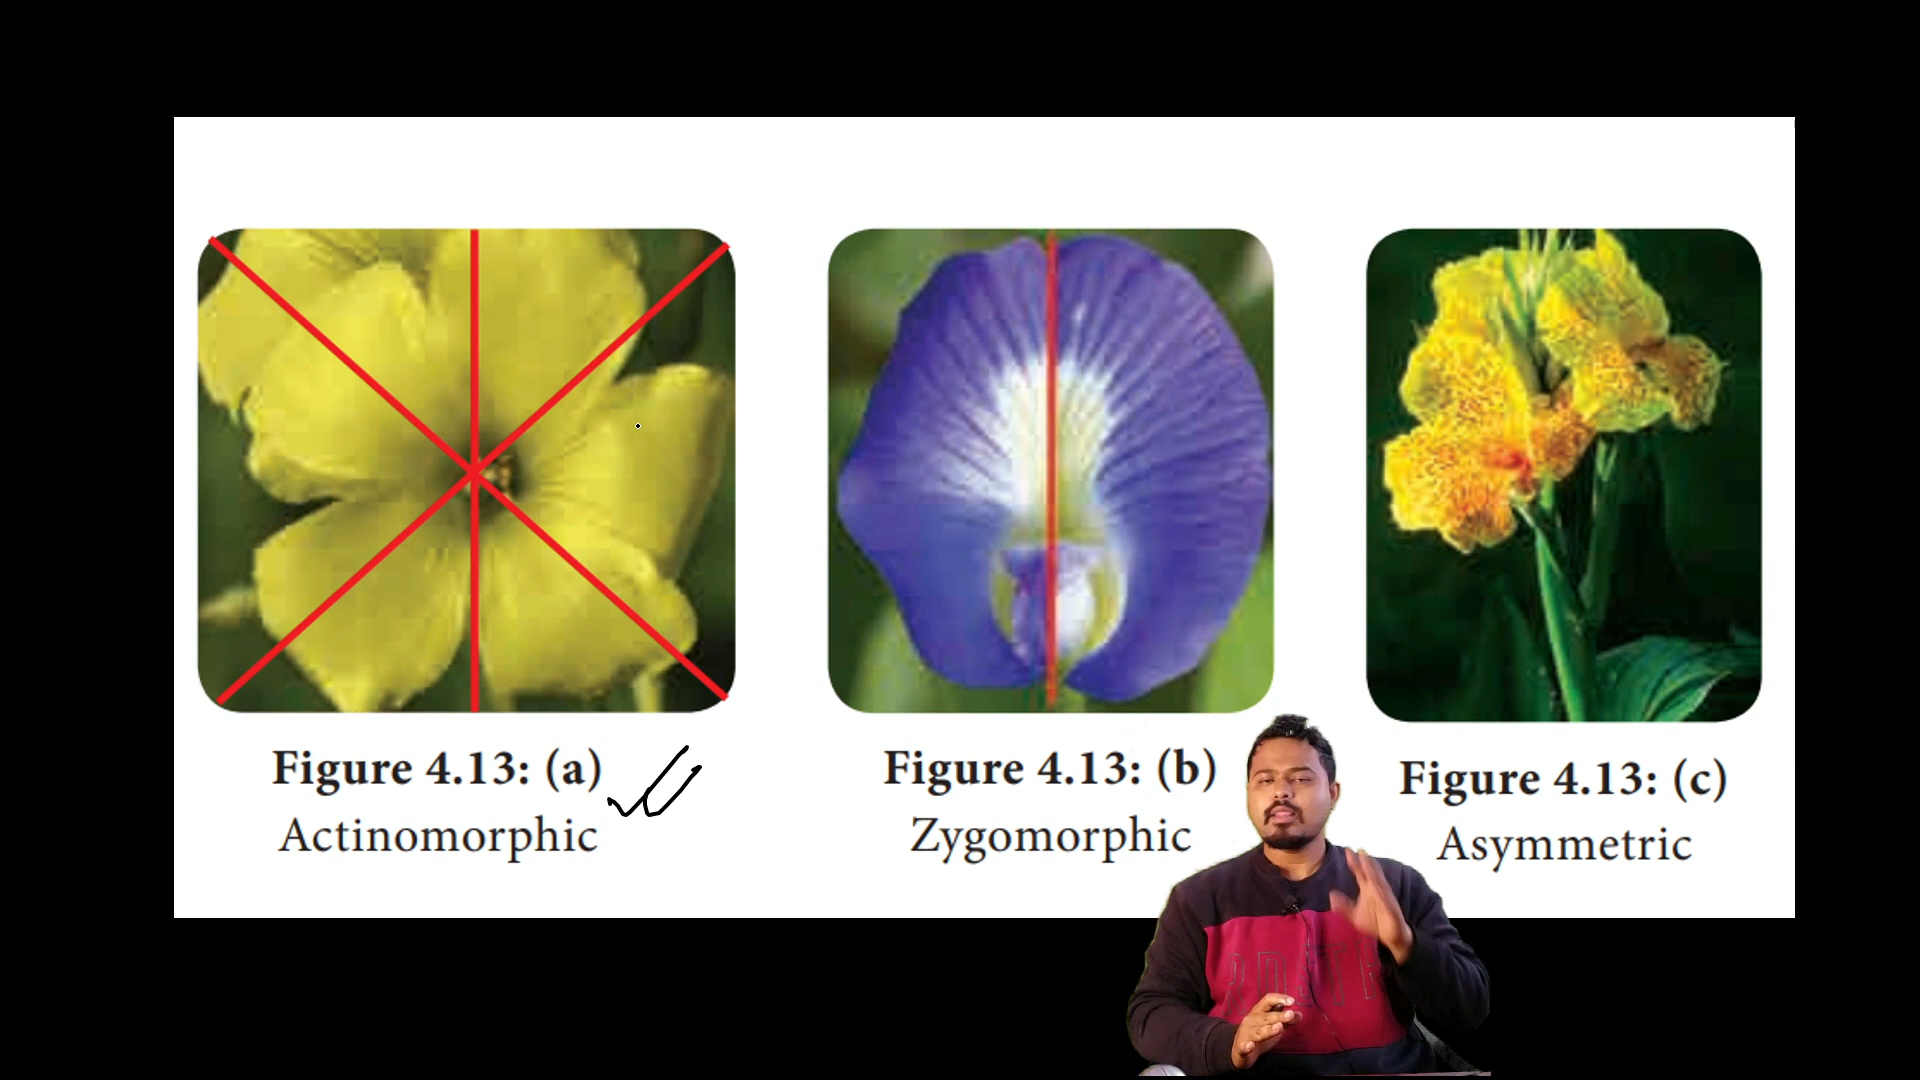 Figure 4.13: (a)
Actinomorphic
Figure 4.13: (b)
Zygomorphic
Figure 4.13: (c)
Asymmetric